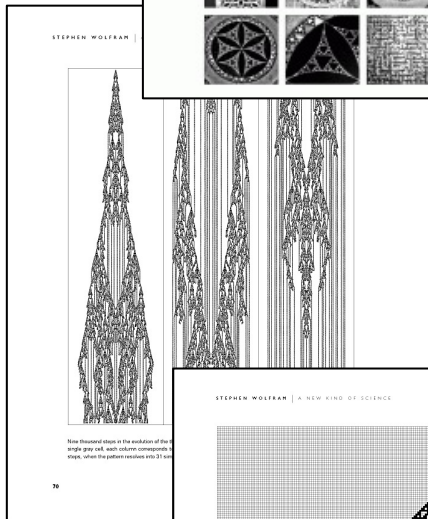 STEPHEN WOLFRAM |
Nine thousand steps in the evolution of the
single gray cell, each column corresponds
steps, when the pattern resolves into 31
70
STEPHEN WOLFRAM | A NEW KIND OF SCIENCE